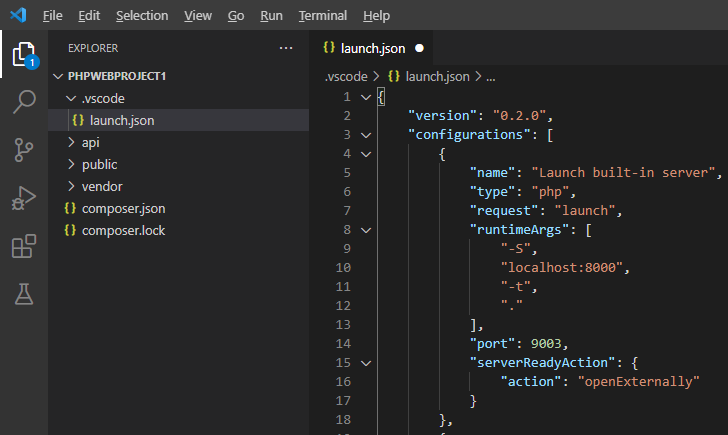 File Edit Selection View Go Run Terminal Help
EXPLORER ...
1
PHPWEBPROJECT1
.vscode
{} launch.json
api
public
vendor
{} composer.json
{} composer.lock
{} launch.json
.vscode > {} launch.json > ...
1 {
2 "version": "0.2.0",
3 "configurations": [
4 {
5 "name": "Launch built-in server",
6 "type": "php",
7 "request": "launch",
8 "runtimeArgs": [
9 "-S",
10 "localhost:8000",
11 "-t",
12 "."
13 ],
14 "port": 9003,
15 "serverReadyAction": {
16 "action": "openExternally"
17 }
18 },